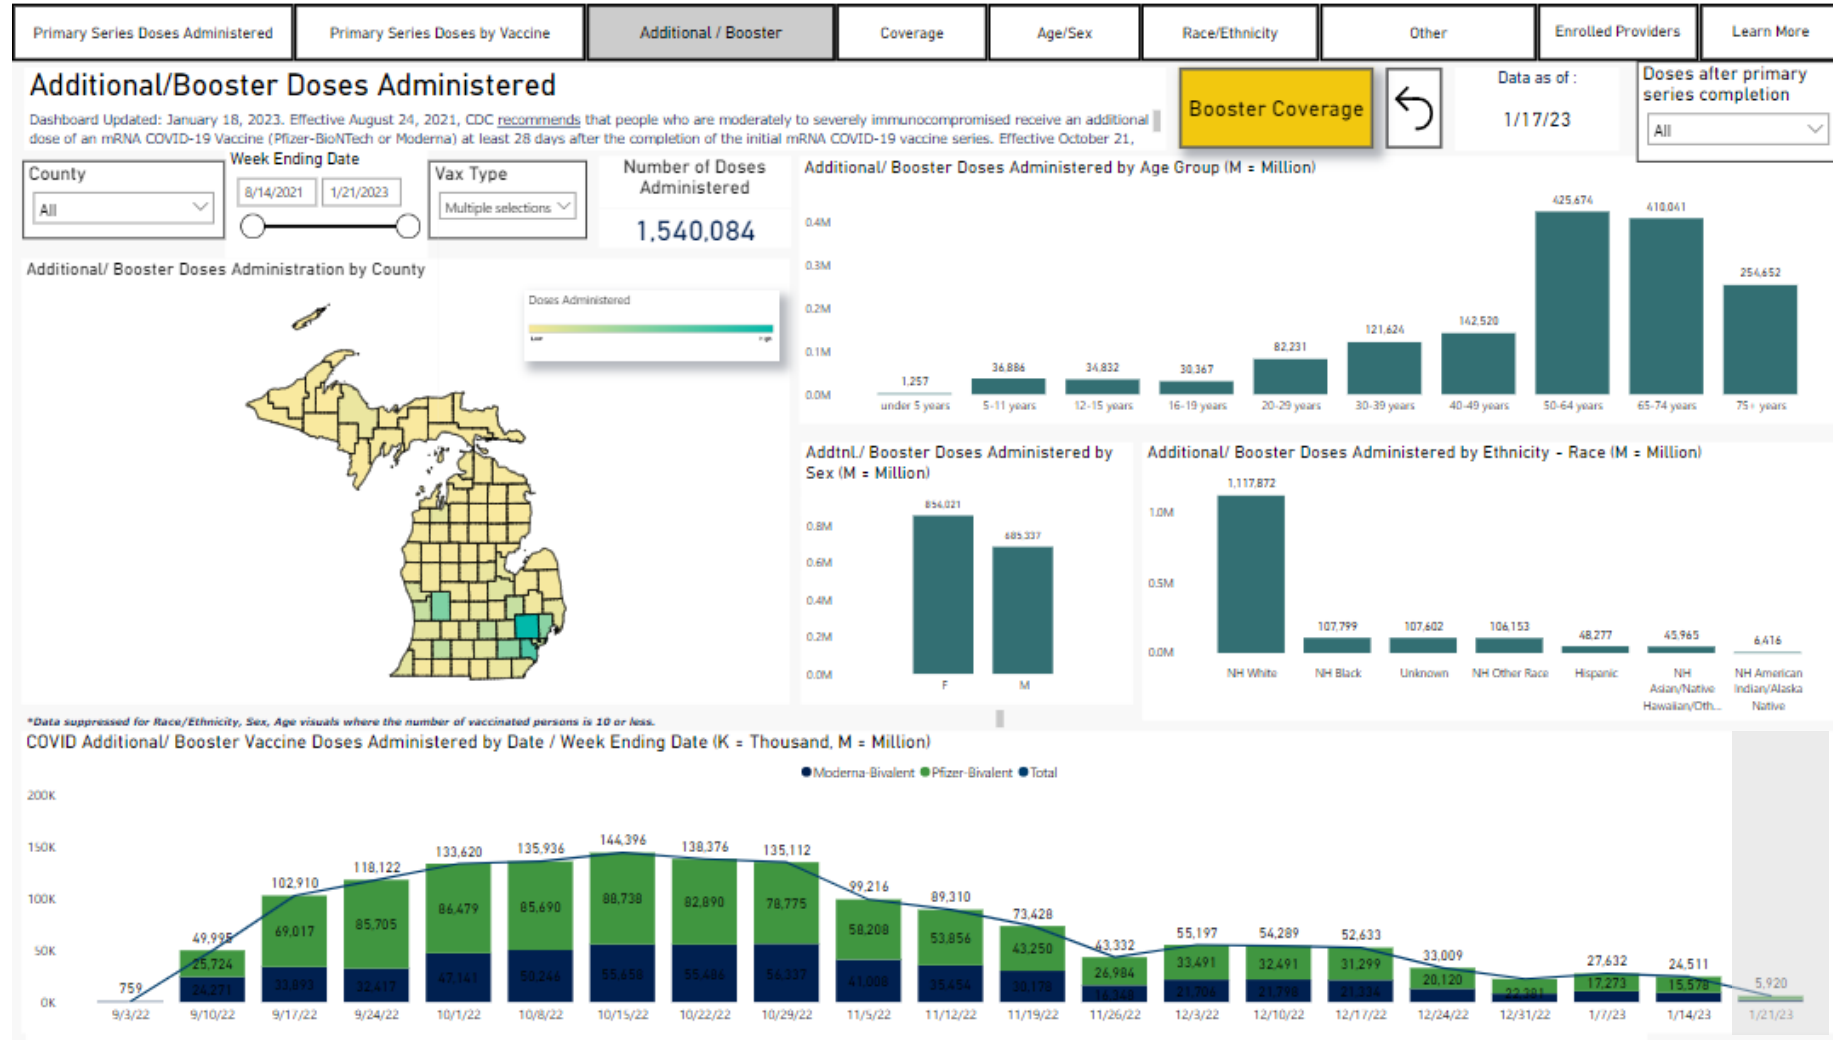 Primary Series Doses Administered
Primary Series Doses by Vaccine
Additional / Booster
Coverage
Age/Sex
Race/Ethnicity
Other
Enrolled Providers
Learn More
Additional/Booster Doses Administered
Dashboard Updated: January 18, 2023. Effective August 24, 2021, CDC recommends that people who are moderately to severely immunocompromised receive an additional
dose of an mRNA COVID-19 Vaccine (Pfizer-BioNTech or Moderna) at least 28 days after the completion of the initial mRNA COVID-19 vaccine series. Effective October 21,
Booster Coverage
Data as of :
1/17/23
Doses after primary
series completion
All
County
All
Week Ending Date
8/14/2021
1/21/2023
Vax Type
Multiple selections
Number of Doses
Administered
1,540,084
Additional/ Booster Doses Administered by Age Group (M = Million)
0.4M
0.3M
0.2M
0.1M
0.0M
1,257
36,886
34,832
30,367
82,231
121,624
142,520
425,674
410,041
254,652
under 5 years
5-11 years
12-15 years
16-19 years
20-29 years
30-39 years
40-49 years
50-64 years
65-74 years
75+ years
Additional/ Booster Doses Administration by County
Doses Administered
Low
High
Addtnl./ Booster Doses Administered by
Sex (M = Million)
0.8M
0.6M
0.4M
0.2M
0.0M
854,021
685,337
F
M
Additional/ Booster Doses Administered by Ethnicity - Race (M = Million)
1.0M
0.5M
0.0M
1,117,872
107,799
107,602
106,153
48,277
45,965
6,416
NH White
NH Black
Unknown
NH Other Race
Hispanic
NH
Asian/Native
Hawaiian/Oth...
NH American
Indian/Alaska
Native
*Data suppressed for Race/Ethnicity, Sex, Age visuals where the number of vaccinated persons is 10 or less.
COVID Additional/ Booster Vaccine Doses Administered by Date / Week Ending Date (K = Thousand, M = Million)
Moderna-Bivalent
Pfizer-Bivalent
Total
200K
150K
100K
50K
0K
759
49,995
102,910
118,122
133,620
135,936
144,396
138,376
135,112
99,216
89,310
73,428
43,332
55,197
54,289
52,633
33,009
27,632
24,511
5,920
25,724
69,017
85,705
86,479
85,690
88,738
82,890
78,775
58,208
53,856
43,250
26,984
33,491
32,491
31,299
20,120
22,381
17,273
15,578
24,271
33,893
32,417
47,141
50,246
55,658
55,486
56,337
41,008
35,454
30,178
16,348
21,706
21,798
21,334
9/3/22
9/10/22
9/17/22
9/24/22
10/1/22
10/8/22
10/15/22
10/22/22
10/29/22
11/5/22
11/12/22
11/19/22
11/26/22
12/3/22
12/10/22
12/17/22
12/24/22
12/31/22
1/7/23
1/14/23
1/21/23